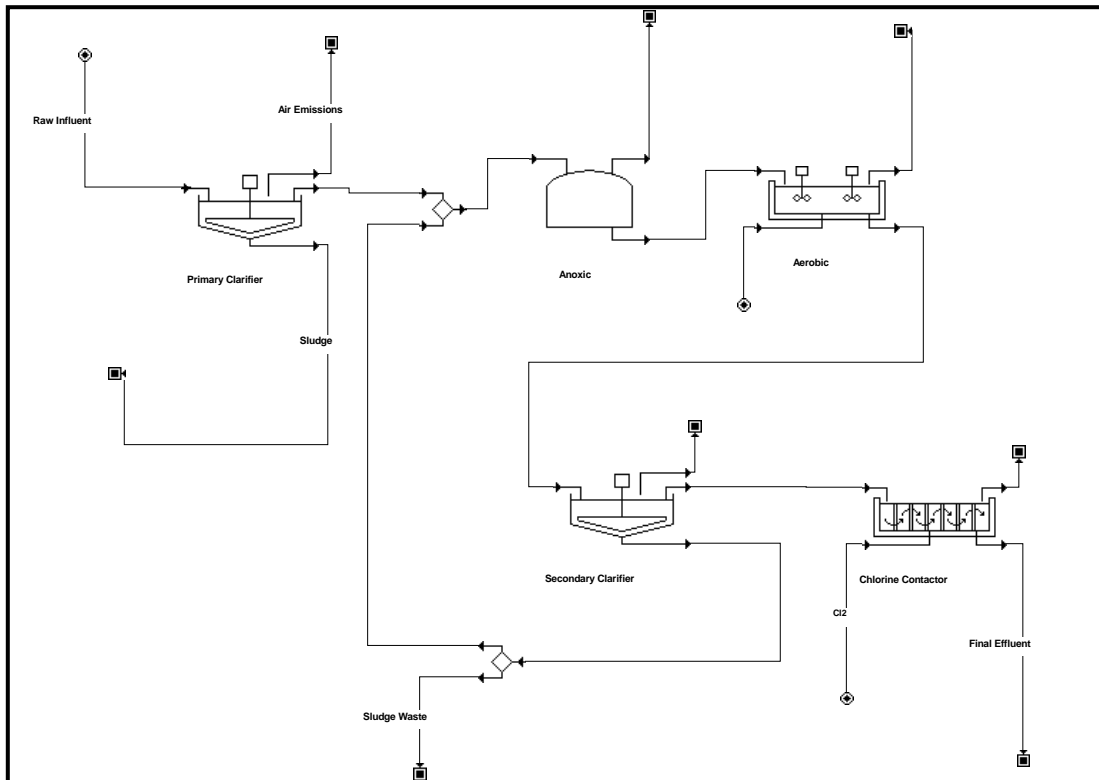 Air Emissions
Raw Influent
Primary Clarifier
Anoxic
Aerobic
Sludge
Secondary Clarifier
Chlorine Contactor
Cl2
Final Effluent
Sludge Waste